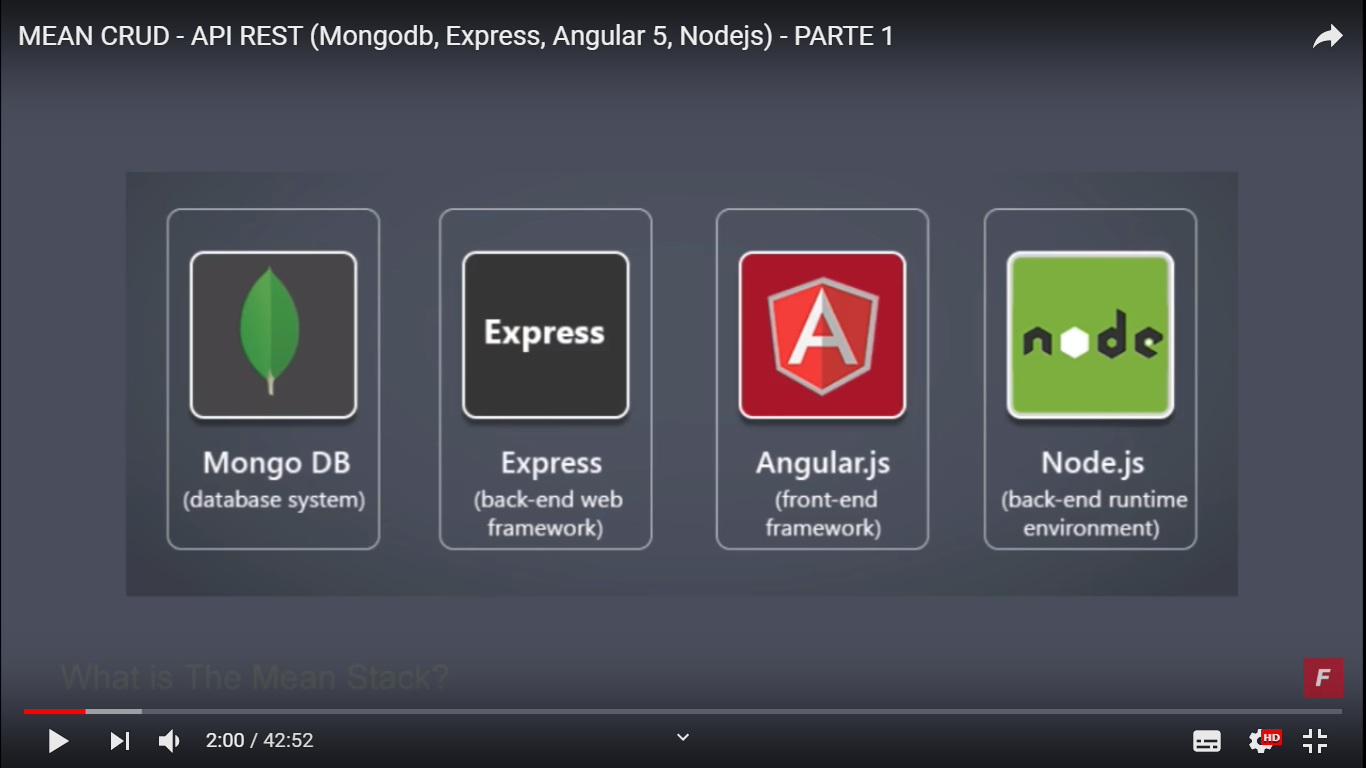 MEAN CRUD - API REST (Mongodb, Express, Angular 5, Nodejs) - PARTE 1
Express
A
node
Mongo DB
Express
Angular.js
Node.js
(database system)
(back-end web
framework)
(front-end
framework)
(back-end runtime
environment)
What is The Mean Stack?
F
2:00 / 42:52
HD